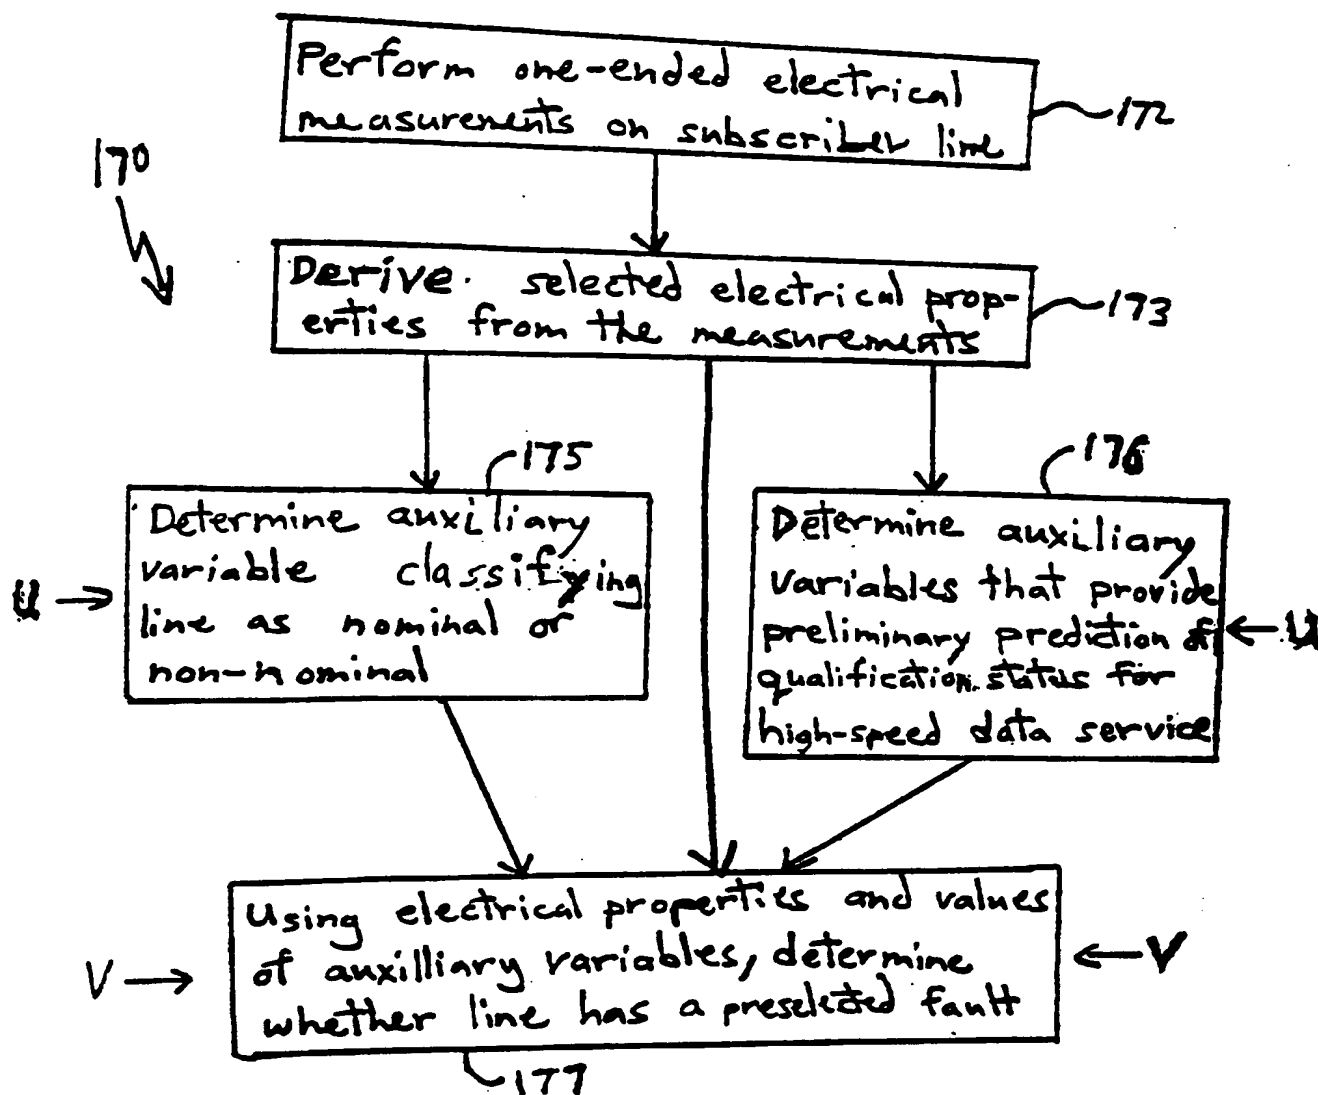 Perform one-ended electrical
measurements on subscriber line
172
170
Derive. selected electrical prop-
erties from the measurements
173
175
176
Determine auxiliary
variable classifying
line as nominal or
non-nominal
U
Determine auxiliary
variables that provide
preliminary prediction of
qualification status for
high-speed data service
U
Using electrical properties and values
of auxilliary variables, determine
whether line has a preselected fault
V
V
177